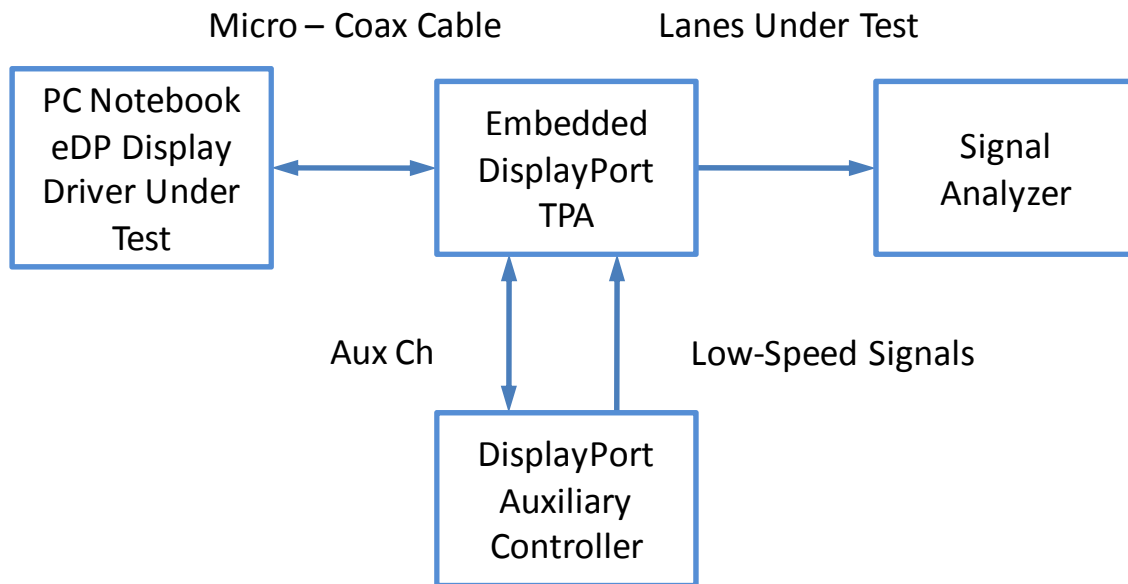 Micro – Coax Cable
Lanes Under Test
PC Notebook
eDP Display
Driver Under
Test
Embedded
DisplayPort
TPA
Signal
Analyzer
Aux Ch
Low-Speed Signals
DisplayPort
Auxiliary
Controller